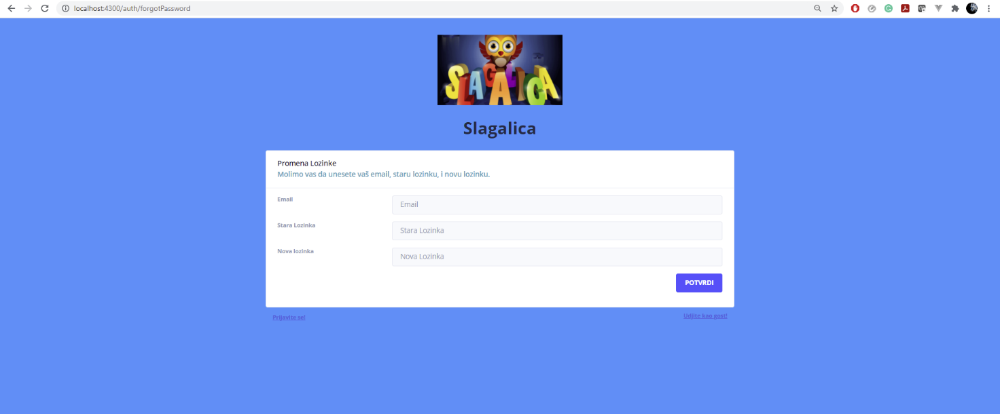 localhost:4300/auth/forgotPassword
SLAGALICA
Slagalica
Promena Lozinke
Molimo vas da unesete vaš email, staru lozinku, i novu lozinku.
Email
Email
Stara Lozinka
Stara Lozinka
Nova lozinka
Nova Lozinka
POTVRDI
Prijavite se!
Udjite kao gost!